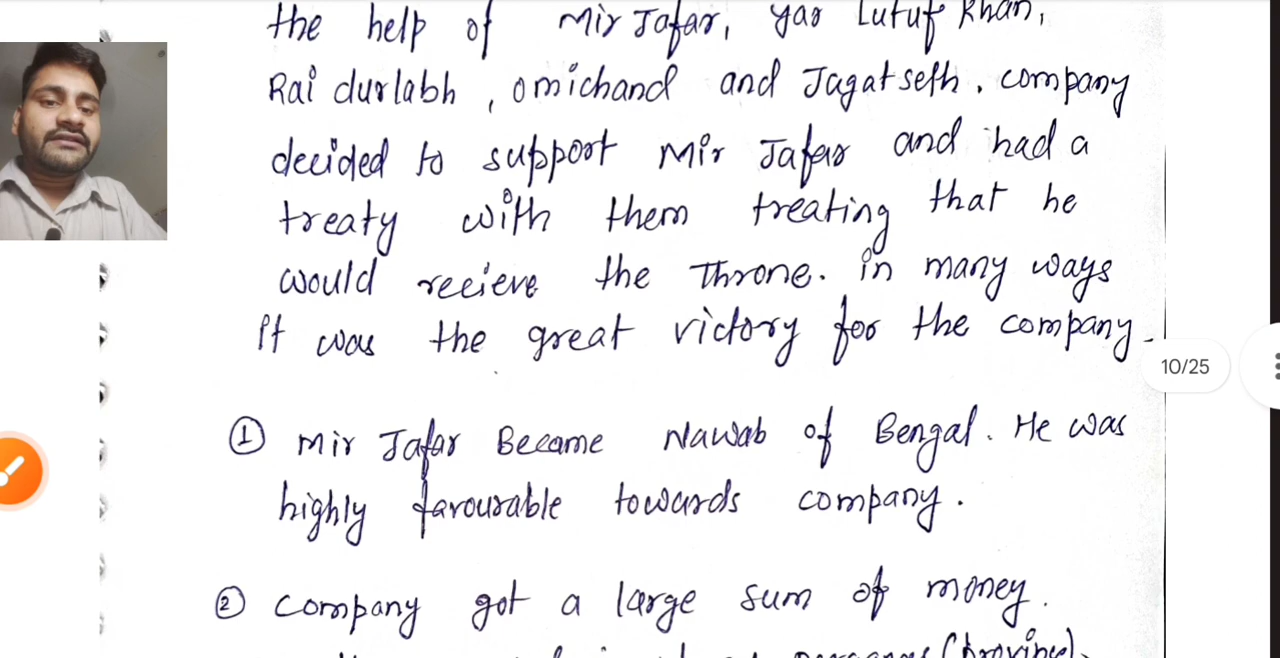 the help of Mir Jafar, yar Lutuf Khan,
Rai durlabh, omichand and Jagat seth. company
decided to support Mir Jafar and had a
treaty with them treating that he
would recieve the Throne. in many ways
it was the great victory for the company.
10/25
① Mir Jafar Became Nawab of Bengal. He was
highly favourable towards company.
② company got a large sum of money.
(province).